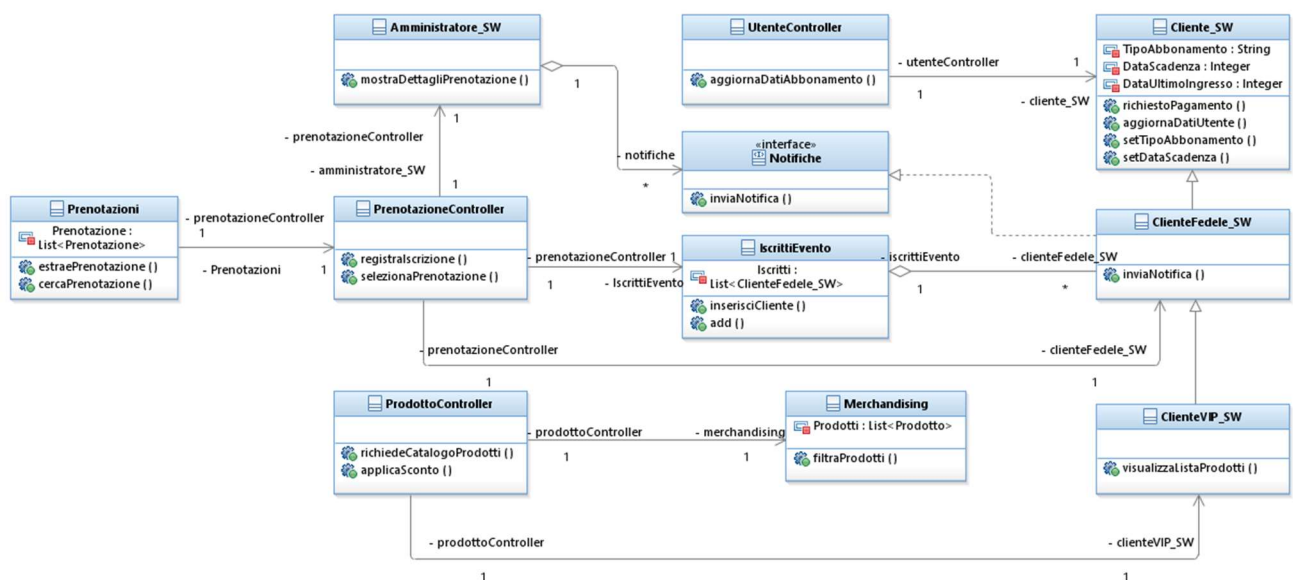 Amministratore_SW
mostraDettagliPrenotazione ()
UtenteController
aggiornaDatiAbbonamento ()
Cliente_SW
TipoAbbonamento : String
DataScadenza : Integer
DataUltimoIngresso : Integer
richiestoPagamento ()
aggiornaDatiUtente ()
setTipoAbbonamento ()
setDataScadenza ()
- utenteController
1
1
- cliente_SW
1
1
- prenotazioneController
- amministratore_SW
1
- notifiche
*
«interface»
Notifiche
inviaNotifica ()
Prenotazioni
Prenotazione :
List<Prenotazione>
estraePrenotazione ()
cercaPrenotazione ()
- prenotazioneController
1
- Prenotazioni
1
PrenotazioneController
registraIscrizione ()
selezionaPrenotazione ()
- prenotazioneController
1
1
- IscrittiEvento
IscrittiEvento
Iscritti :
List<ClienteFedele_SW>
inserisciCliente ()
add ()
- iscrittiEvento
1
- clienteFedele_SW
*
ClienteFedele_SW
inviaNotifica ()
- prenotazioneController
1
- clienteFedele_SW
1
ProdottoController
richiedeCatalogoProdotti ()
applicaSconto ()
- prodottoController
1
- merchandising
1
Merchandising
Prodotti : List<Prodotto>
filtraProdotti ()
ClienteVIP_SW
visualizzaListaProdotti ()
- prodottoController
1
- clienteVIP_SW
1